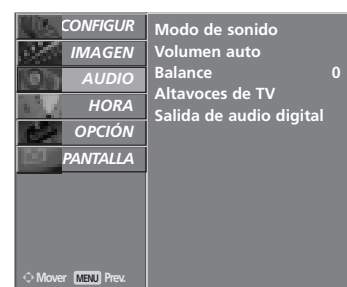 CONFIGUR
IMAGEN
AUDIO
HORA
OPCIÓN
PANTALLA
Modo de sonido
Volumen auto
Balance 0
Altavoces de TV
Salida de audio digital
Mover MENU Prev.